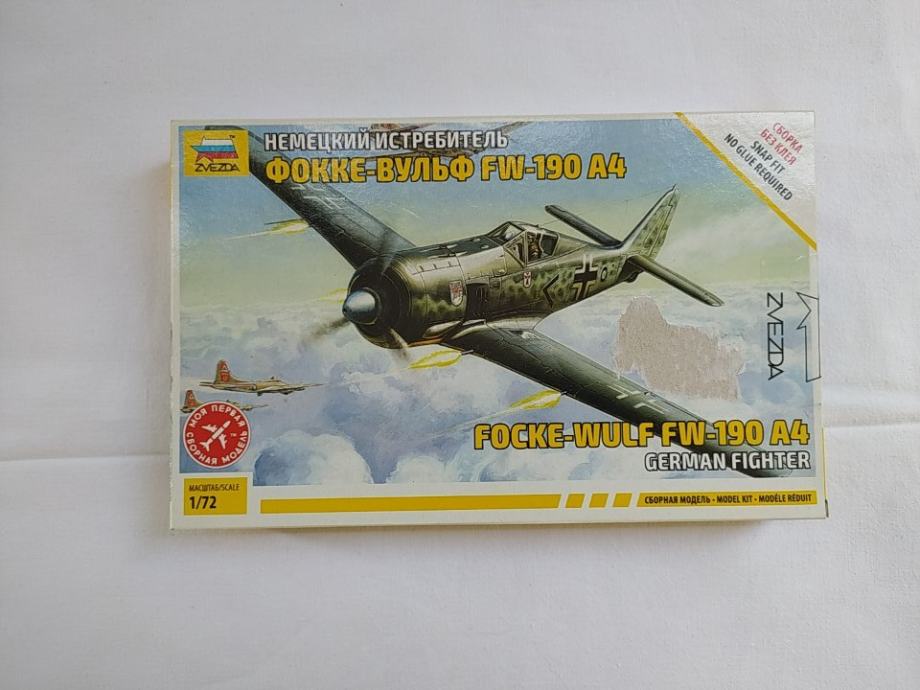 ZVEZDA
™
НЕМЕЦКИЙ ИСТРЕБИТЕЛЬ
ФОККЕ-ВУЛЬФ FW-190 A4
СБОРКА
БЕЗ КЛЕЯ
SNAP FIT
NO GLUE REQUIRED
ZVEZDA
МОЯ ПЕРВАЯ
СБОРНАЯ МОДЕЛЬ
™
FOCKE-WULF FW-190 A4
GERMAN FIGHTER
МАСШТАБ/SCALE
1/72
СБОРНАЯ МОДЕЛЬ • MODEL KIT • MODÈLE RÉDUIT